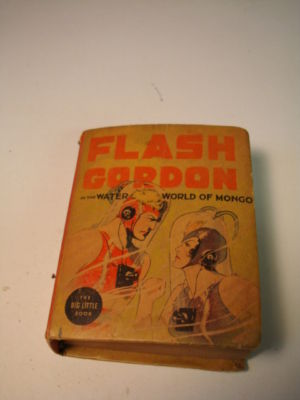 FLASH
GORDON
IN THE WATER WORLD OF MONGO
THE
BIG LITTLE
BOOK